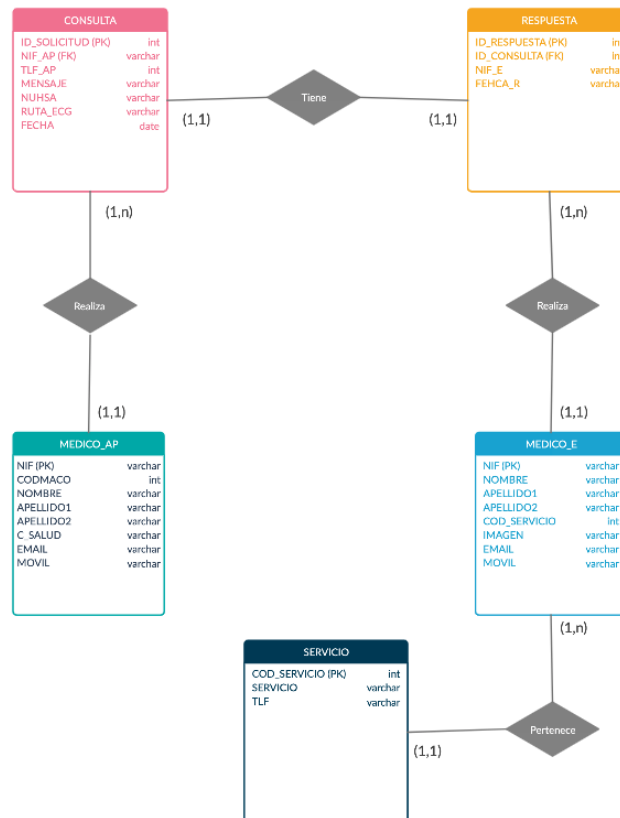 CONSULTA
ID_SOLICITUD (PK) int
NIF_AP (FK) varchar
TLF_AP int
MENSAJE varchar
NUHSA varchar
RUTA_ECG varchar
FECHA date
(1,1)
Tiene
(1,1)
RESPUESTA
ID_RESPUESTA (PK) in
ID_CONSULTA (FK) in
NIF_E varcha
FEHCA_R varcha
(1,n)
(1,n)
Realiza
Realiza
(1,1)
(1,1)
MEDICO_AP
NIF (PK) varchar
CODMACO int
NOMBRE varchar
APELLIDO1 varchar
APELLIDO2 varchar
C_SALUD varchar
EMAIL varchar
MOVIL varchar
MEDICO_E
NIF (PK) varchar
NOMBRE varchar
APELLIDO1 varchar
APELLIDO2 varchar
COD_SERVICIO int
IMAGEN varchar
EMAIL varchar
MOVIL varchar
(1,n)
SERVICIO
COD_SERVICIO (PK) int
SERVICIO varchar
TLF varchar
Pertenece
(1,1)